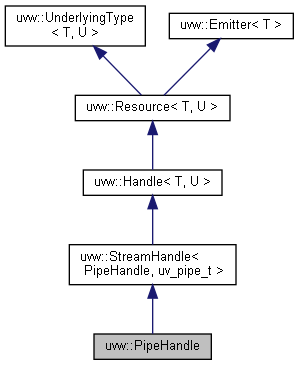 uvw::UnderlyingType
< T, U >
uvw::Emitter< T >
uvw::Resource< T, U >
uvw::Handle< T, U >
uvw::StreamHandle<
PipeHandle, uv_pipe_t >
uvw::PipeHandle